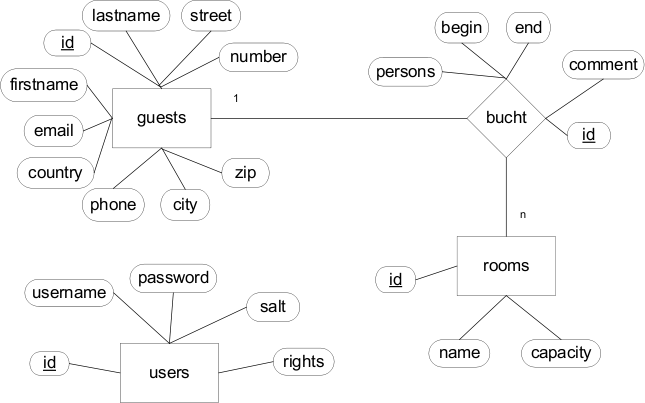 lastname
street
id
number
firstname
email
country
guests
1
zip
phone
city
begin
end
persons
comment
bucht
id
n
rooms
id
name
capacity
password
username
salt
id
users
rights